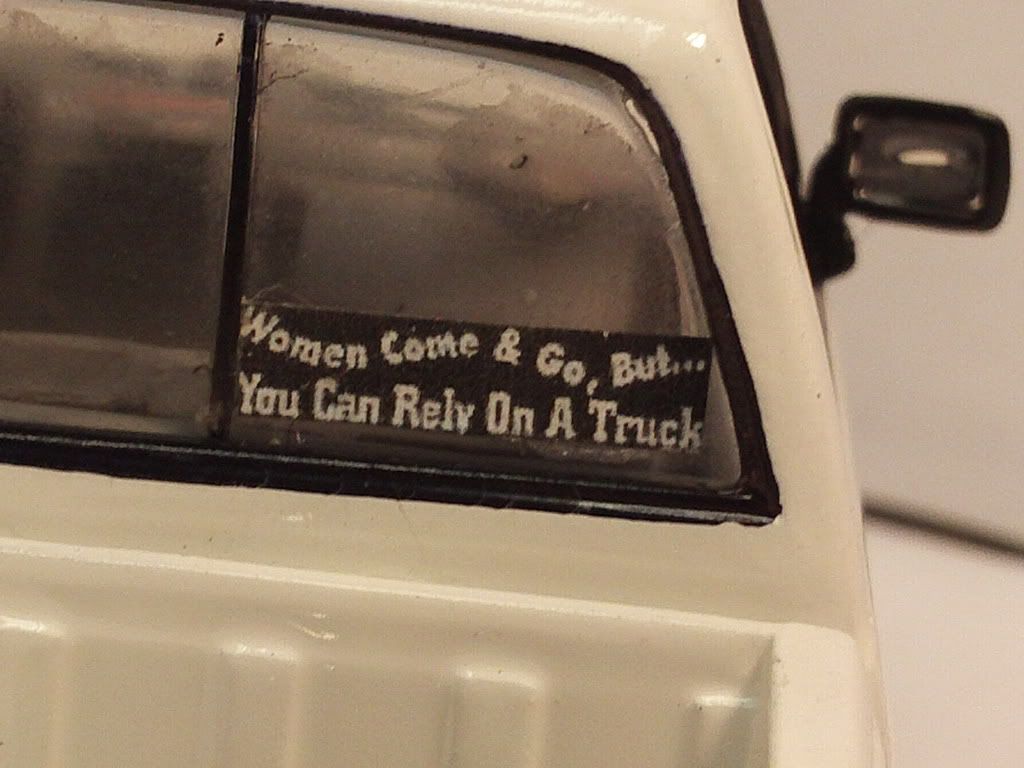 Women Come & Go, But...
You Can Rely On A Truck